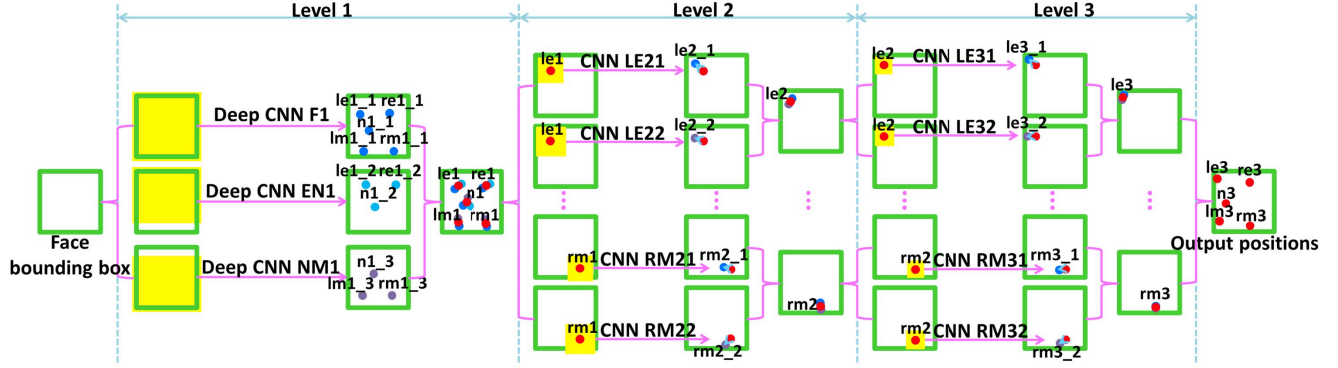 Level 1
Level 2
Level 3
Face
bounding box
Deep CNN F1
le1_1 re1_1
n1_1
lm1_1 rm1_1
Deep CNN EN1
le1_2 re1_2
n1_2
Deep CNN NM1
n1_3
lm1_3 rm1_3
le1 re1
n1
lm1 rm1
le1
CNN LE21
le2_1
le1
CNN LE22
le2_2
le2
rm1
CNN RM21
rm2_1
rm1
CNN RM22
rm2_2
rm2
le2
CNN LE31
le3_1
le2
CNN LE32
le3_2
le3
rm2
CNN RM31
rm3_1
rm2
CNN RM32
rm3_2
rm3
le3 re3
n3
lm3 rm3
Output positions